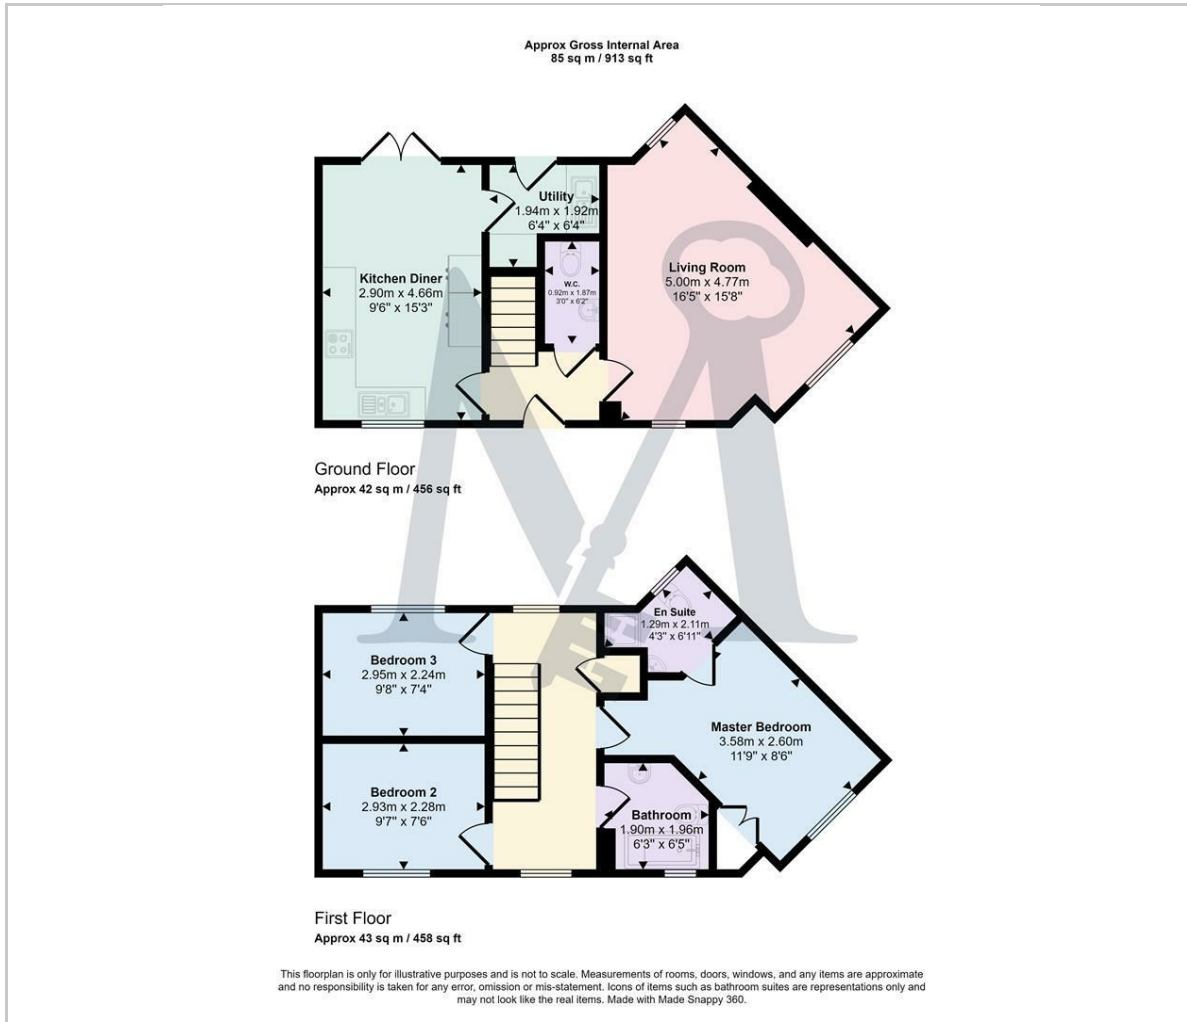 Approx Gross Internal Area
85 sq m / 913 sq ft
Utility
1.94m x 1.92m
6'4" x 6'4"
Kitchen Diner
2.90m x 4.66m
9'6" x 15'3"
W.C.
0.92m x 1.87m
3'0" x 6'2"
Living Room
5.00m x 4.77m
16'5" x 15'8"
Ground Floor
Approx 42 sq m / 456 sq ft
En Suite
1.29m x 2.11m
4'3" x 6'11"
Bedroom 3
2.95m x 2.24m
9'8" x 7'4"
Master Bedroom
3.58m x 2.60m
11'9" x 8'6"
Bedroom 2
2.93m x 2.28m
9'7" x 7'6"
Bathroom
1.90m x 1.96m
6'3" x 6'5"
First Floor
Approx 43 sq m / 458 sq ft
This floorplan is only for illustrative purposes and is not to scale. Measurements of rooms, doors, windows, and any items are approximate
and no responsibility is taken for any error, omission or mis-statement. Icons of items such as bathroom suites are representations only and
may not look like the real items. Made with Made Snappy 360.